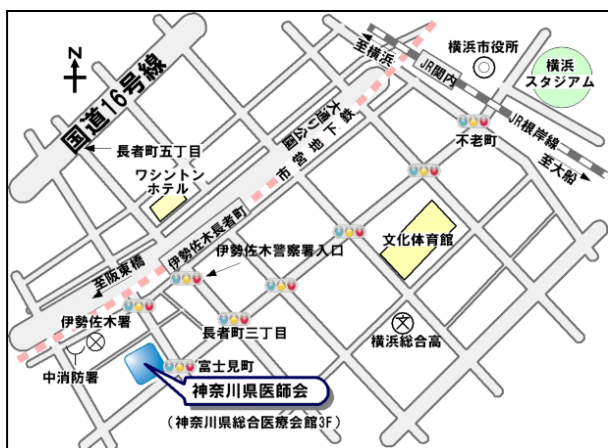 N
至横浜
JR関内
横浜市役所
横浜
スタジアム
国道16号線
大通り公園
市営地下鉄
不老町
JR根岸線
至大船
長者町五丁目
ワシントン
ホテル
伊勢佐木長者町
伊勢佐木警察署入口
文化体育館
至阪東橋
伊勢佐木署
長者町三丁目
横浜総合高
中消防署
富士見町
神奈川県医師会
(神奈川県総合医療会館3F)